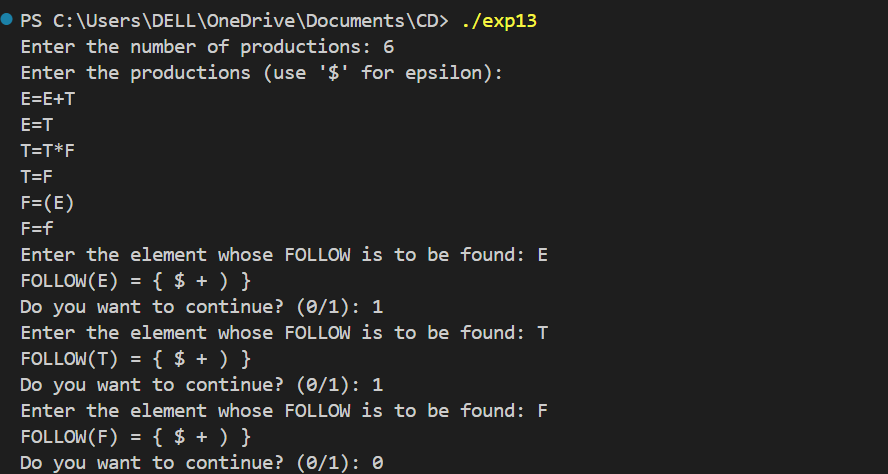 PS C:\Users\DELL\OneDrive\Documents\CD> ./exp13
Enter the number of productions: 6
Enter the productions (use '$' for epsilon):
E=E+T
E=T
T=T*F
T=F
F=(E)
F=f
Enter the element whose FOLLOW is to be found: E
FOLLOW(E) = { $ + ) }
Do you want to continue? (0/1): 1
Enter the element whose FOLLOW is to be found: T
FOLLOW(T) = { $ + ) }
Do you want to continue? (0/1): 1
Enter the element whose FOLLOW is to be found: F
FOLLOW(F) = { $ + ) }
Do you want to continue? (0/1): 0